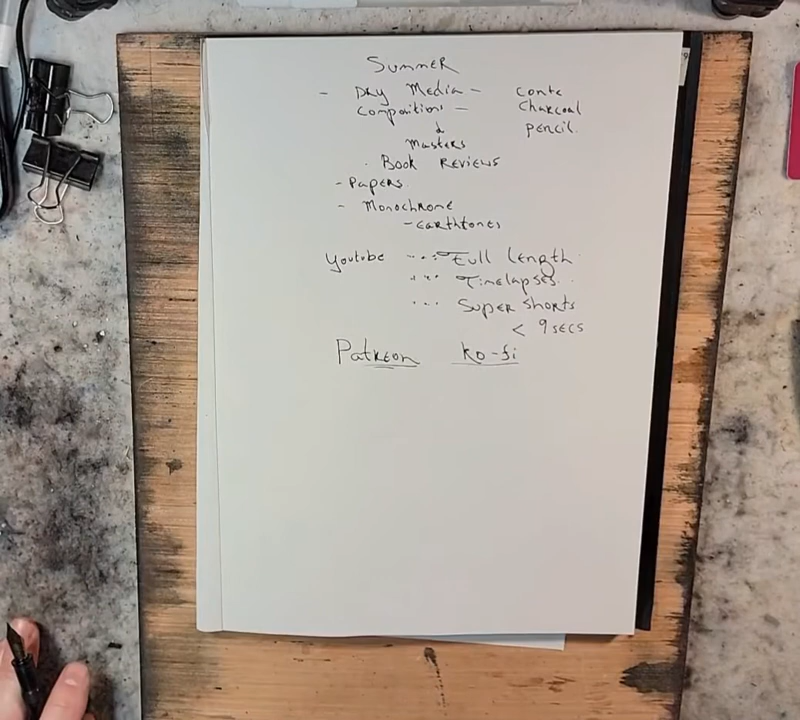 Summer
- Dry Media - Conte
Compositions - Charcoal
& pencil.
Masters
. Book Reviews
- Papers.
- Monochrome
- Earthtones
Youtube ... Full length
... Timelapses..
... Super shorts
< 9 secs
Patreon Ko-fi